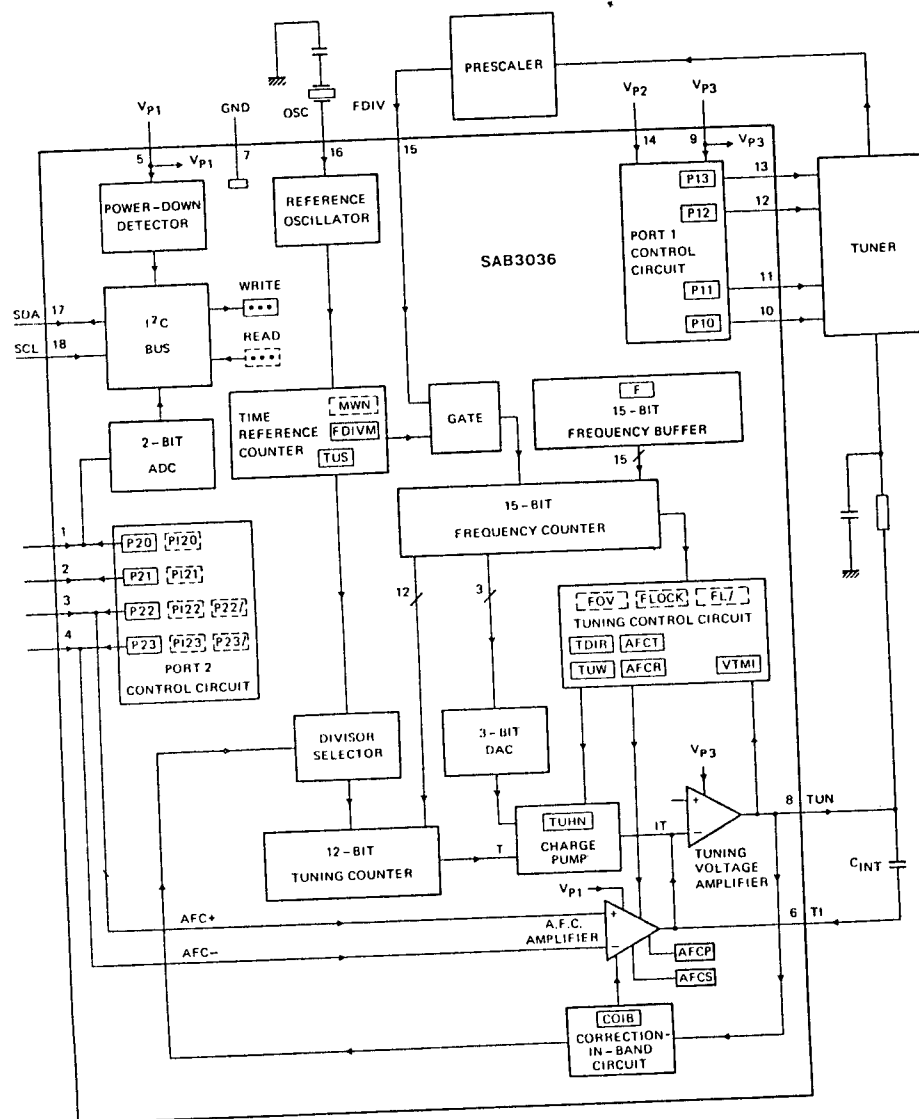 PRESCALER
VP1
GND
OSC
FDIV
VP2
VP3
5
VP1
7
16
15
14
9
VP3
POWER-DOWN
DETECTOR
REFERENCE
OSCILLATOR
SAB3036
P13
P12
PORT 1
CONTROL
CIRCUIT
P11
P10
13
12
11
10
TUNER
SDA 17
SCL 18
I²C
BUS
WRITE
READ
2-BIT
ADC
TIME
REFERENCE
COUNTER
MWN
FDIVM
TUS
GATE
F
15-BIT
FREQUENCY BUFFER
15
15-BIT
FREQUENCY COUNTER
12
3
1
2
3
4
P20 PI20
P21 PI21
P22 PI22 P22/
P23 PI23 P23/
PORT 2
CONTROL CIRCUIT
FOV FLOCK FL/
TUNING CONTROL CIRCUIT
TDIR AFCT
TUW AFCR VTMI
DIVISOR
SELECTOR
3-BIT
DAC
VP3
12-BIT
TUNING COUNTER
T
TUHN
CHARGE
PUMP
IT
+
−
TUNING
VOLTAGE
AMPLIFIER
8 TUN
CINT
VP1
AFC+
AFC−
+
−
A.F.C.
AMPLIFIER
6 TI
AFCP
AFCS
COIB
CORRECTION-
IN-BAND
CIRCUIT